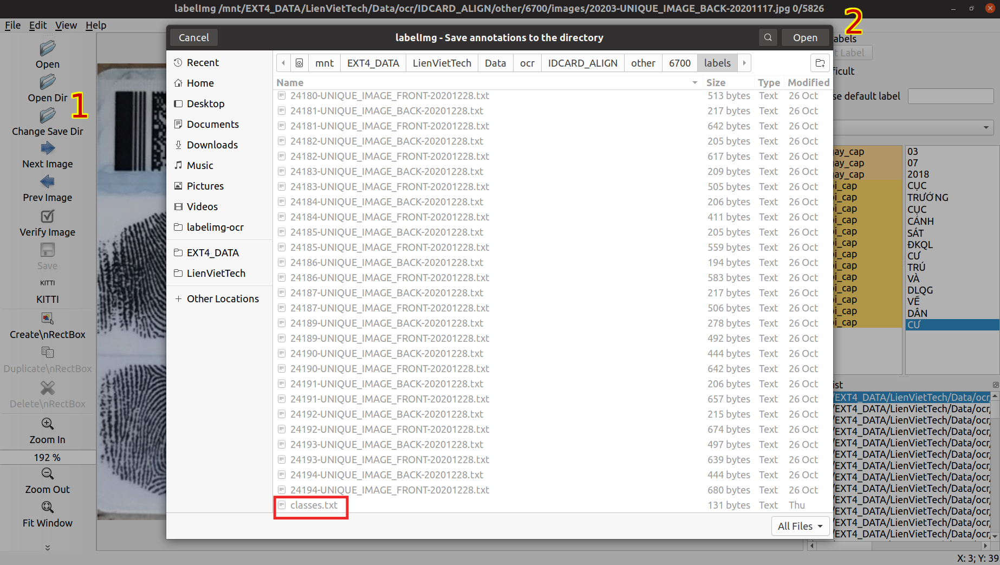 labelImg /mnt/EXT4_DATA/LienVietTech/Data/ocr/IDCARD_ALIGN/other/6700/images/20203-UNIQUE_IMAGE_BACK-20201117.jpg 0/5826
File Edit View Help
Open
Open Dir
1
Change Save Dir
Next Image
Prev Image
Verify Image
Save
KITTI
KITTI
Create\nRectBox
Duplicate\nRectBox
Delete\nRectBox
Zoom In
192 %
Zoom Out
Fit Window
Cancel
labelImg - Save annotations to the directory
Open
2
Recent
Home
Desktop
Documents
Downloads
Music
Pictures
Videos
labelimg-ocr
EXT4_DATA
LienVietTech
Other Locations
mnt EXT4_DATA LienVietTech Data ocr IDCARD_ALIGN other 6700 labels
Name Size Type Modified
24180-UNIQUE_IMAGE_FRONT-20201228.txt 513 bytes Text 26 Oct
24181-UNIQUE_IMAGE_BACK-20201228.txt 217 bytes Text 26 Oct
24181-UNIQUE_IMAGE_FRONT-20201228.txt 642 bytes Text 26 Oct
24182-UNIQUE_IMAGE_BACK-20201228.txt 205 bytes Text 26 Oct
24182-UNIQUE_IMAGE_FRONT-20201228.txt 617 bytes Text 26 Oct
24183-UNIQUE_IMAGE_BACK-20201228.txt 209 bytes Text 26 Oct
24183-UNIQUE_IMAGE_FRONT-20201228.txt 505 bytes Text 26 Oct
24184-UNIQUE_IMAGE_BACK-20201228.txt 206 bytes Text 26 Oct
24184-UNIQUE_IMAGE_FRONT-20201228.txt 411 bytes Text 26 Oct
24185-UNIQUE_IMAGE_BACK-20201228.txt 205 bytes Text 26 Oct
24185-UNIQUE_IMAGE_FRONT-20201228.txt 559 bytes Text 26 Oct
24186-UNIQUE_IMAGE_BACK-20201228.txt 194 bytes Text 26 Oct
24186-UNIQUE_IMAGE_FRONT-20201228.txt 583 bytes Text 26 Oct
24187-UNIQUE_IMAGE_BACK-20201228.txt 217 bytes Text 26 Oct
24187-UNIQUE_IMAGE_FRONT-20201228.txt 506 bytes Text 26 Oct
24189-UNIQUE_IMAGE_BACK-20201228.txt 278 bytes Text 26 Oct
24189-UNIQUE_IMAGE_FRONT-20201228.txt 492 bytes Text 26 Oct
24190-UNIQUE_IMAGE_BACK-20201228.txt 444 bytes Text 26 Oct
24190-UNIQUE_IMAGE_FRONT-20201228.txt 642 bytes Text 26 Oct
24191-UNIQUE_IMAGE_BACK-20201228.txt 206 bytes Text 26 Oct
24191-UNIQUE_IMAGE_FRONT-20201228.txt 657 bytes Text 26 Oct
24192-UNIQUE_IMAGE_BACK-20201228.txt 215 bytes Text 26 Oct
24192-UNIQUE_IMAGE_FRONT-20201228.txt 674 bytes Text 26 Oct
24193-UNIQUE_IMAGE_BACK-20201228.txt 497 bytes Text 26 Oct
24193-UNIQUE_IMAGE_FRONT-20201228.txt 639 bytes Text 26 Oct
24194-UNIQUE_IMAGE_BACK-20201228.txt 444 bytes Text 26 Oct
24194-UNIQUE_IMAGE_FRONT-20201228.txt 680 bytes Text 26 Oct
classes.txt 131 bytes Text Thu
All Files
abels
t Label
ficult
se default label
ay_cap 03
ay_cap 07
ay_cap 2018
i_cap CỤC
i_cap TRƯỞNG
i_cap CỤC
i_cap CẢNH
i_cap SÁT
i_cap ĐKQL
i_cap CƯ
i_cap TRÚ
i_cap VÀ
i_cap DLQG
i_cap VỀ
i_cap DÂN
i_cap CƯ
ist
/EXT4_DATA/LienVietTech/Data/ocr/
/EXT4_DATA/LienVietTech/Data/ocr/
/EXT4_DATA/LienVietTech/Data/ocr/
/EXT4_DATA/LienVietTech/Data/ocr/
/EXT4_DATA/LienVietTech/Data/ocr/
/EXT4_DATA/LienVietTech/Data/ocr/
/EXT4_DATA/LienVietTech/Data/ocr/
/EXT4_DATA/LienVietTech/Data/ocr/
/EXT4_DATA/LienVietTech/Data/ocr/
/EXT4_DATA/LienVietTech/Data/ocr/
/EXT4_DATA/LienVietTech/Data/ocr/
/EXT4_DATA/LienVietTech/Data/ocr/
/EXT4_DATA/LienVietTech/Data/ocr/
X: 3; Y: 39